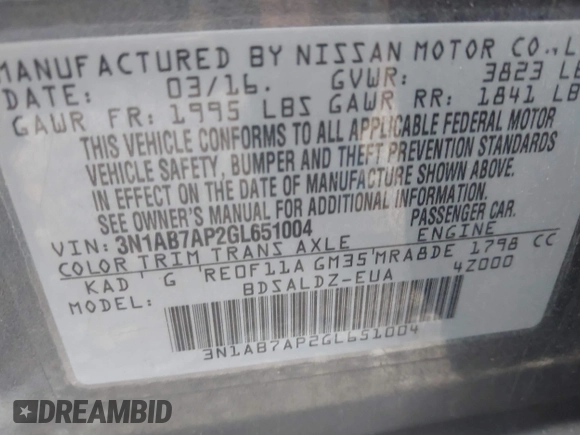 MANUFACTURED BY NISSAN MOTOR CO., L
DATE: 03/16. GVWR: 3823 LB
GAWR FR: 1995 LBS GAWR RR: 1841 LB
THIS VEHICLE CONFORMS TO ALL APPLICABLE FEDERAL MOTOR
VEHICLE SAFETY, BUMPER AND THEFT PREVENTION STANDARDS
IN EFFECT ON THE DATE OF MANUFACTURE SHOWN ABOVE.
SEE OWNER'S MANUAL FOR ADDITIONAL INFORMATION.
VIN: 3N1AB7AP2GL651004 PASSENGER CAR.
COLOR TRIM TRANS AXLE ENGINE
KAD G RE0F11A GM35 MRA8DE 1798 CC
MODEL: BDSALDZ-EUA 4Z000
3N1AB7AP2GL651004
DREAMBID